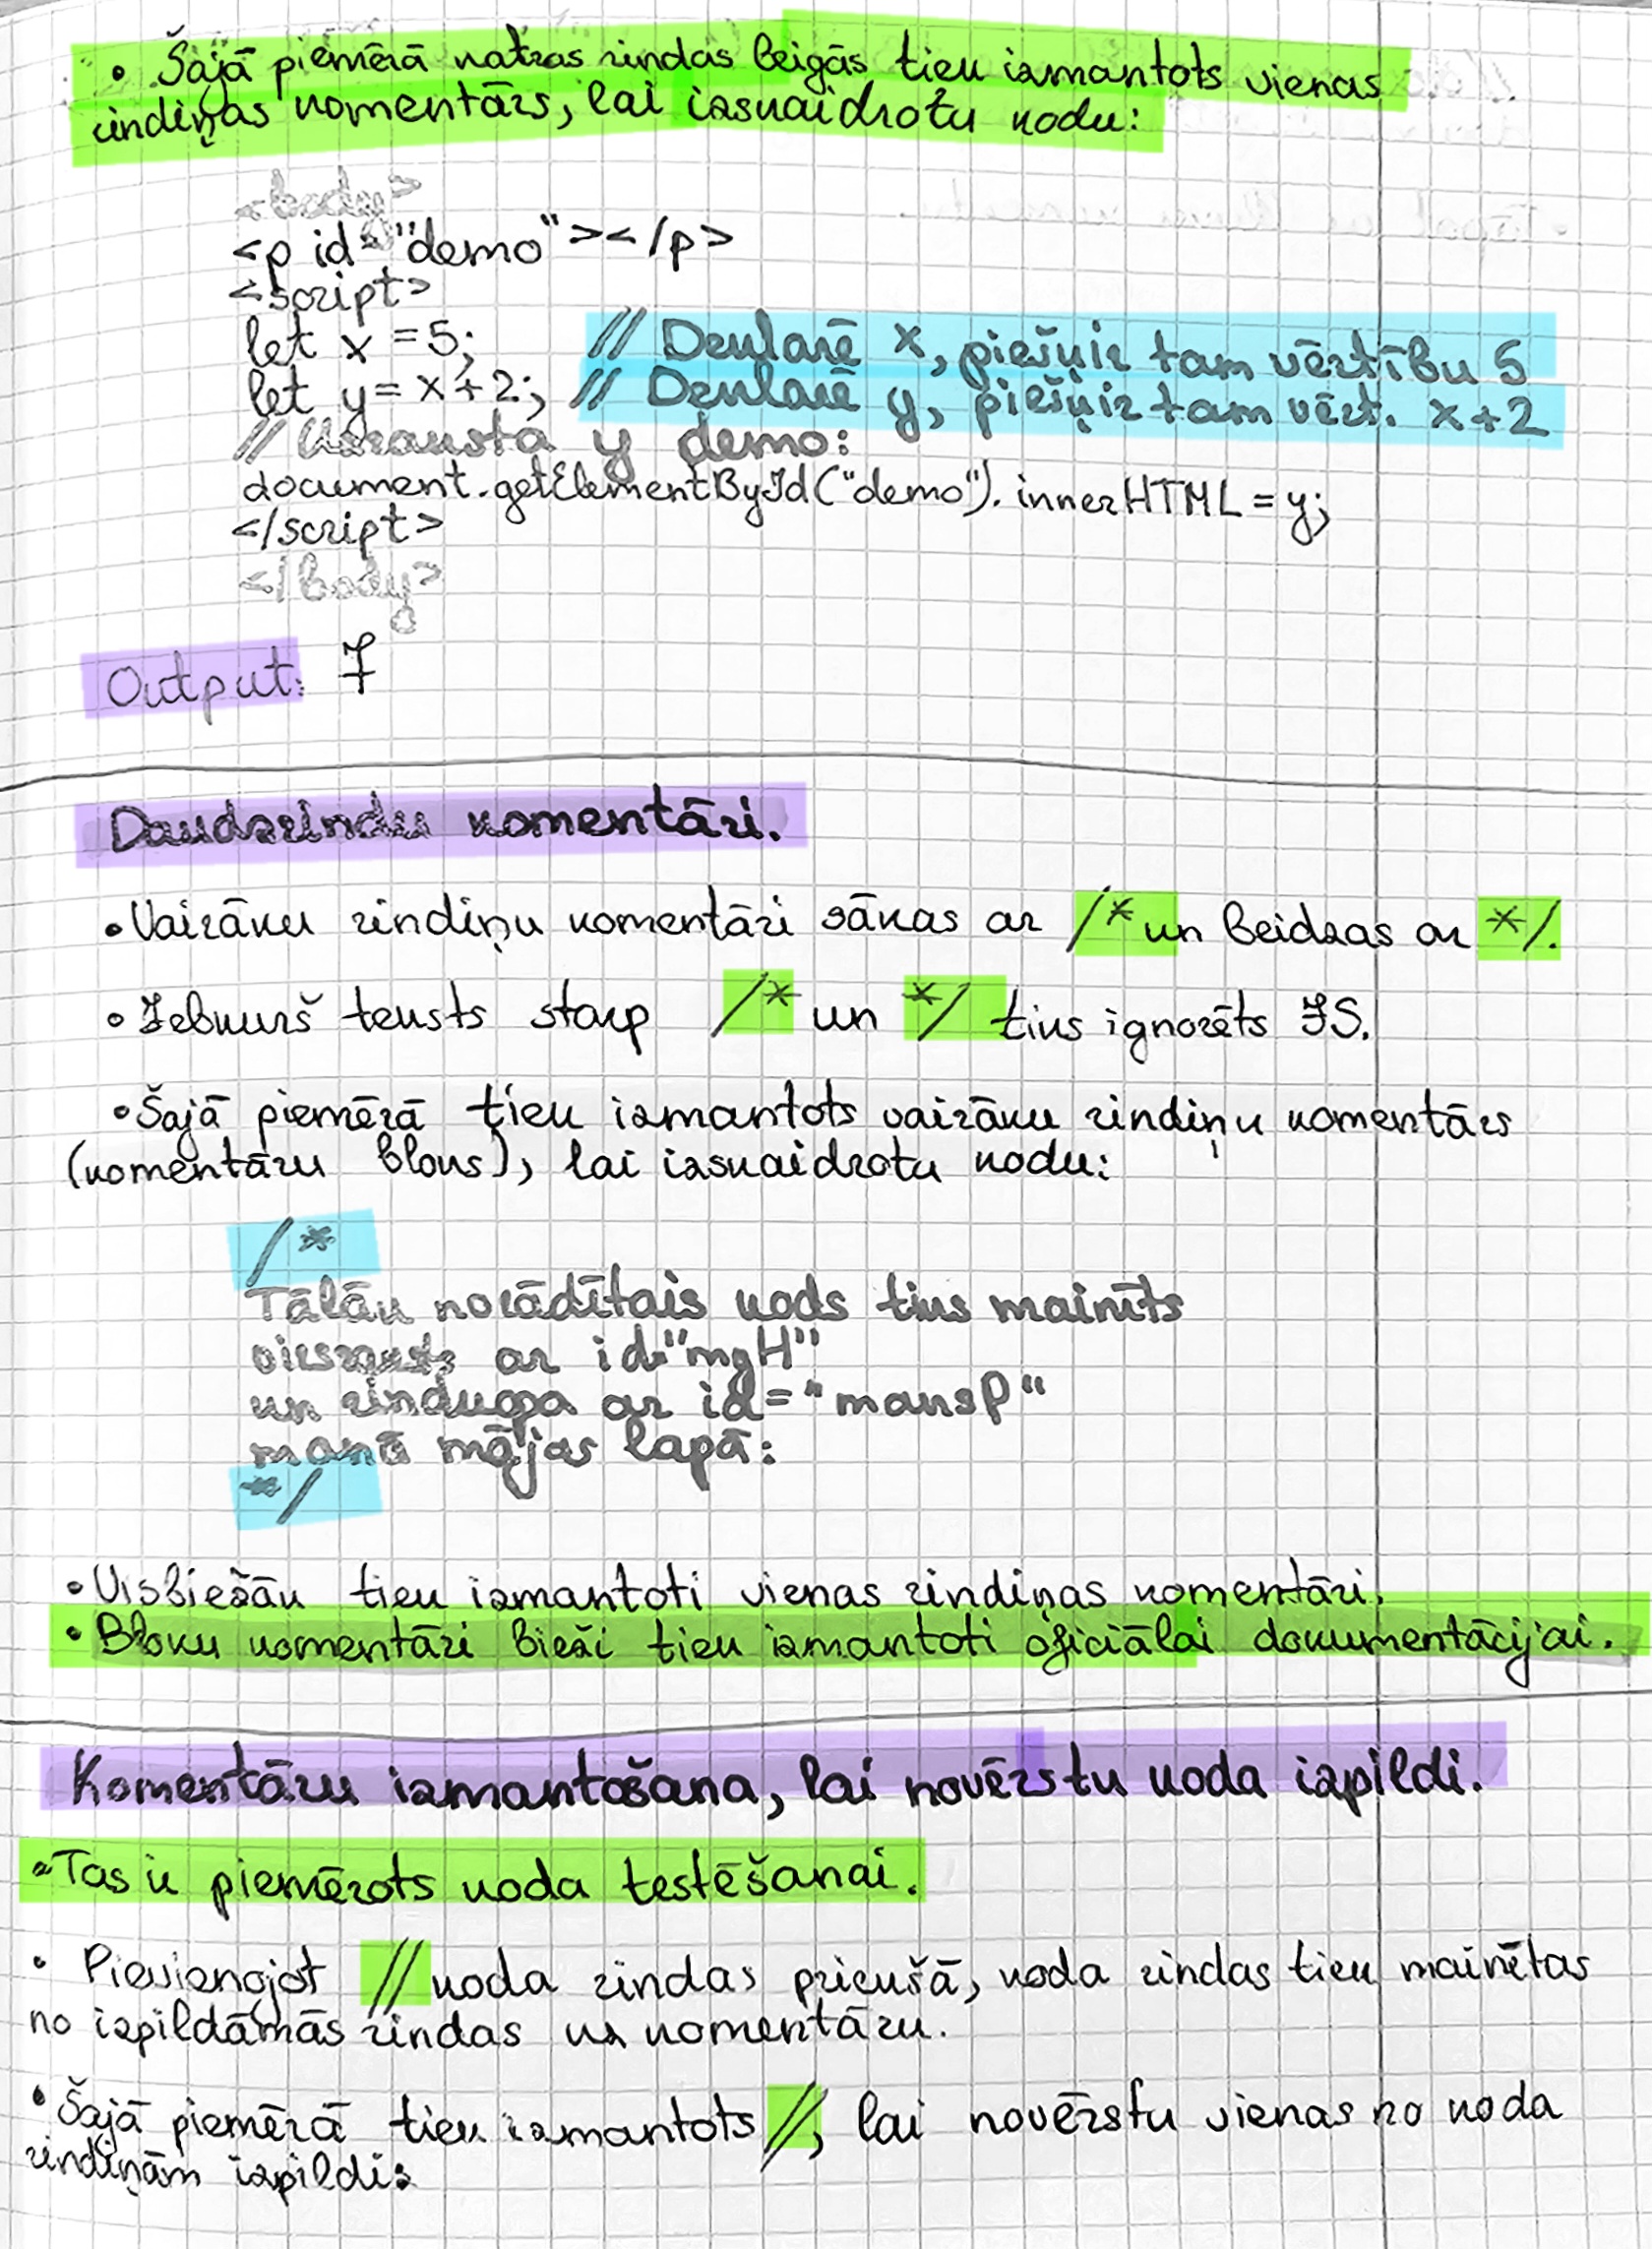 • Šajā piemērā katras rindas beigās tiek izmantots vienas
rindiņas komentārs, lai izskaidrotu kodu:
<body>
<p id="demo"></p>
<script>
let x = 5; // Deklarē x, piešķir tam vērtību 5
let y = x + 2; // Deklarē y, piešķir tam vērt. x+2
// Uzraksta y demo:
document.getElementById("demo").innerHTML = y;
</script>
</body>
Output: 7
Daudzrindu komentāri.
• Vairāku rindiņu komentāri sākas ar /* un beidzas ar */.
• Jebkurš teksts starp /* un */ tiks ignorēts JS.
• Šajā piemērā tiek izmantots vairāku rindiņu komentārs
(komentāru bloks), lai izskaidrotu kodu:
/*
Tālāk norādītais kods tiks mainīts
virsraksts ar id="myH"
un rindkopa ar id="mansP"
manā mājas lapā:
*/
• Visbiežāk tiek izmantoti vienas rindiņas komentāri.
• Bloku komentāri bieži tiek izmantoti oficiālai dokumentācijai.
Komentāru izmantošana, lai novērstu koda izpildi.
• Tas ir piemērots koda testēšanai.
• Pievienojot // koda rindas priekšā, koda rindas tiek mainītas
no izpildāmās rindas uz komentāru.
• Šajā piemērā tiek izmantots //, lai novērstu vienas no koda
rindiņām izpildi: